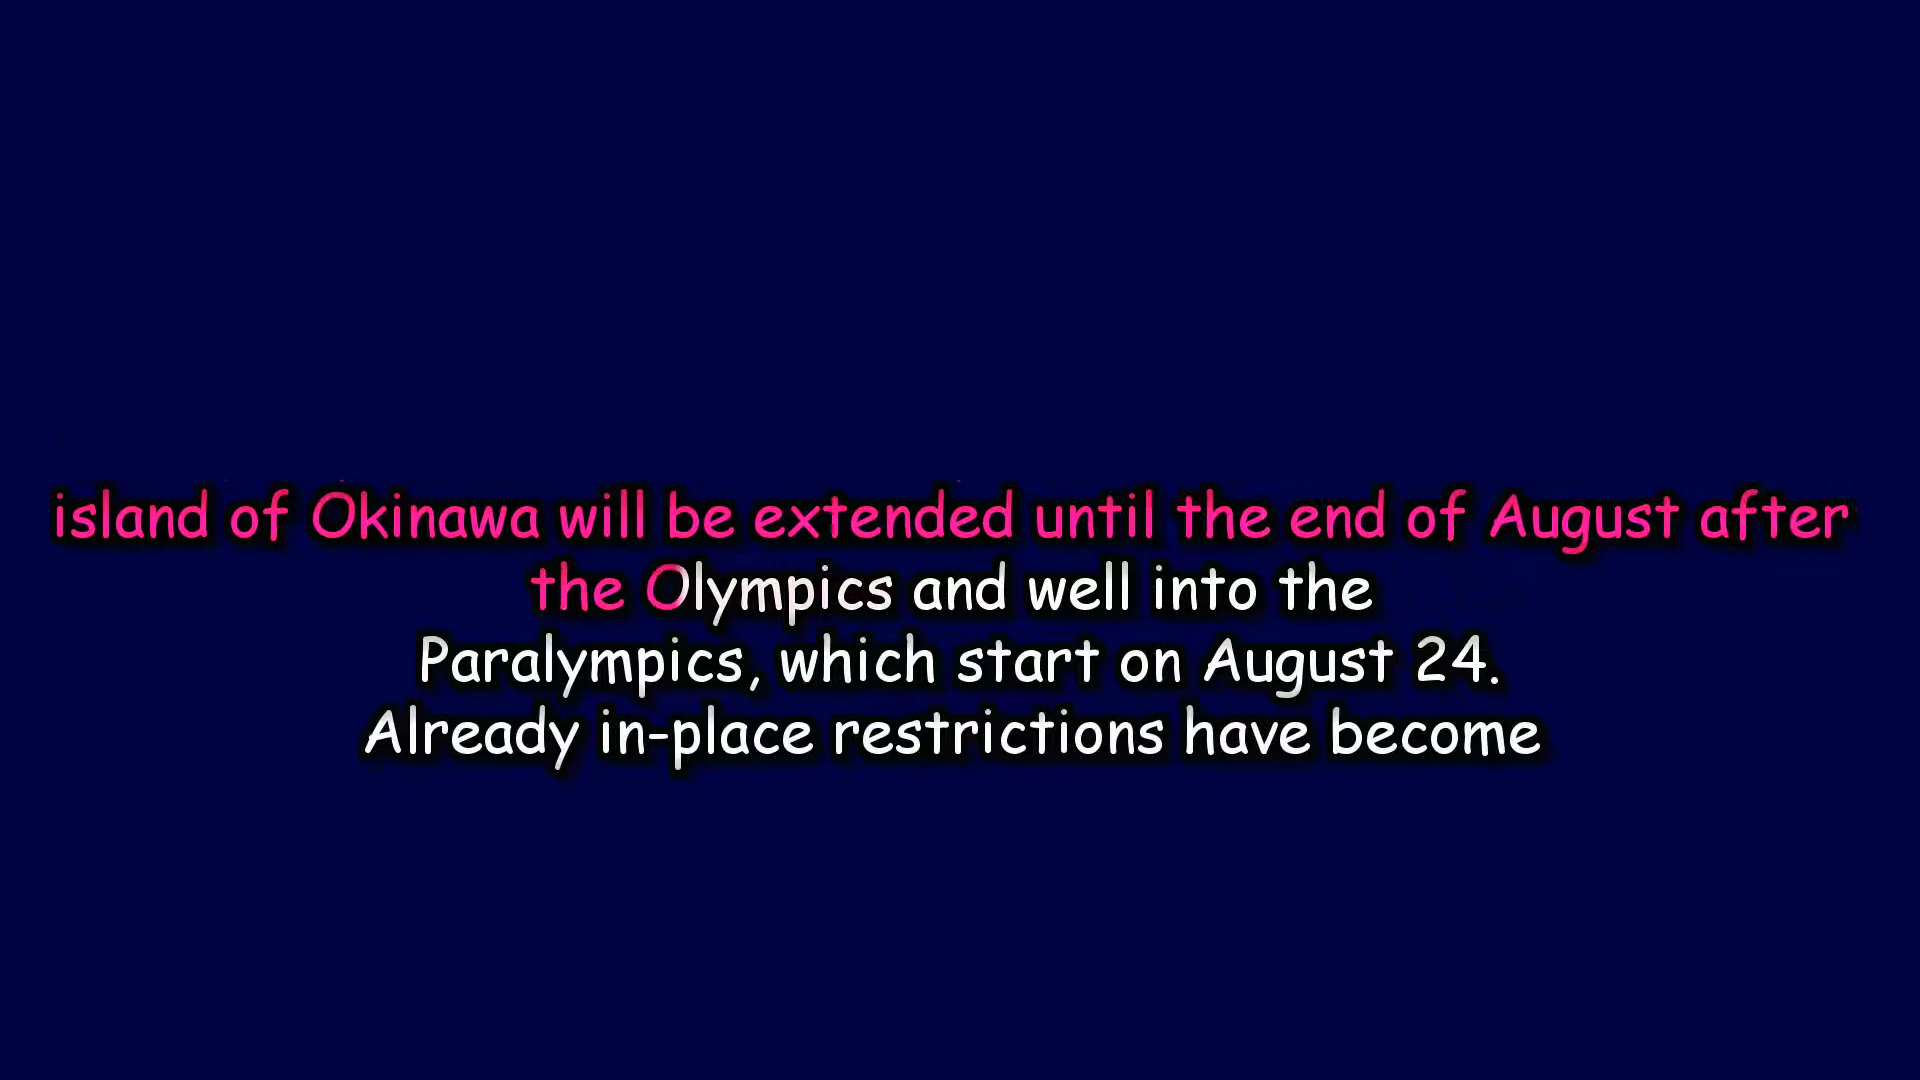 island of Okinawa will be extended until the end of August after
the Olympics and well into the
Paralympics, which start on August 24.
Already in-place restrictions have become